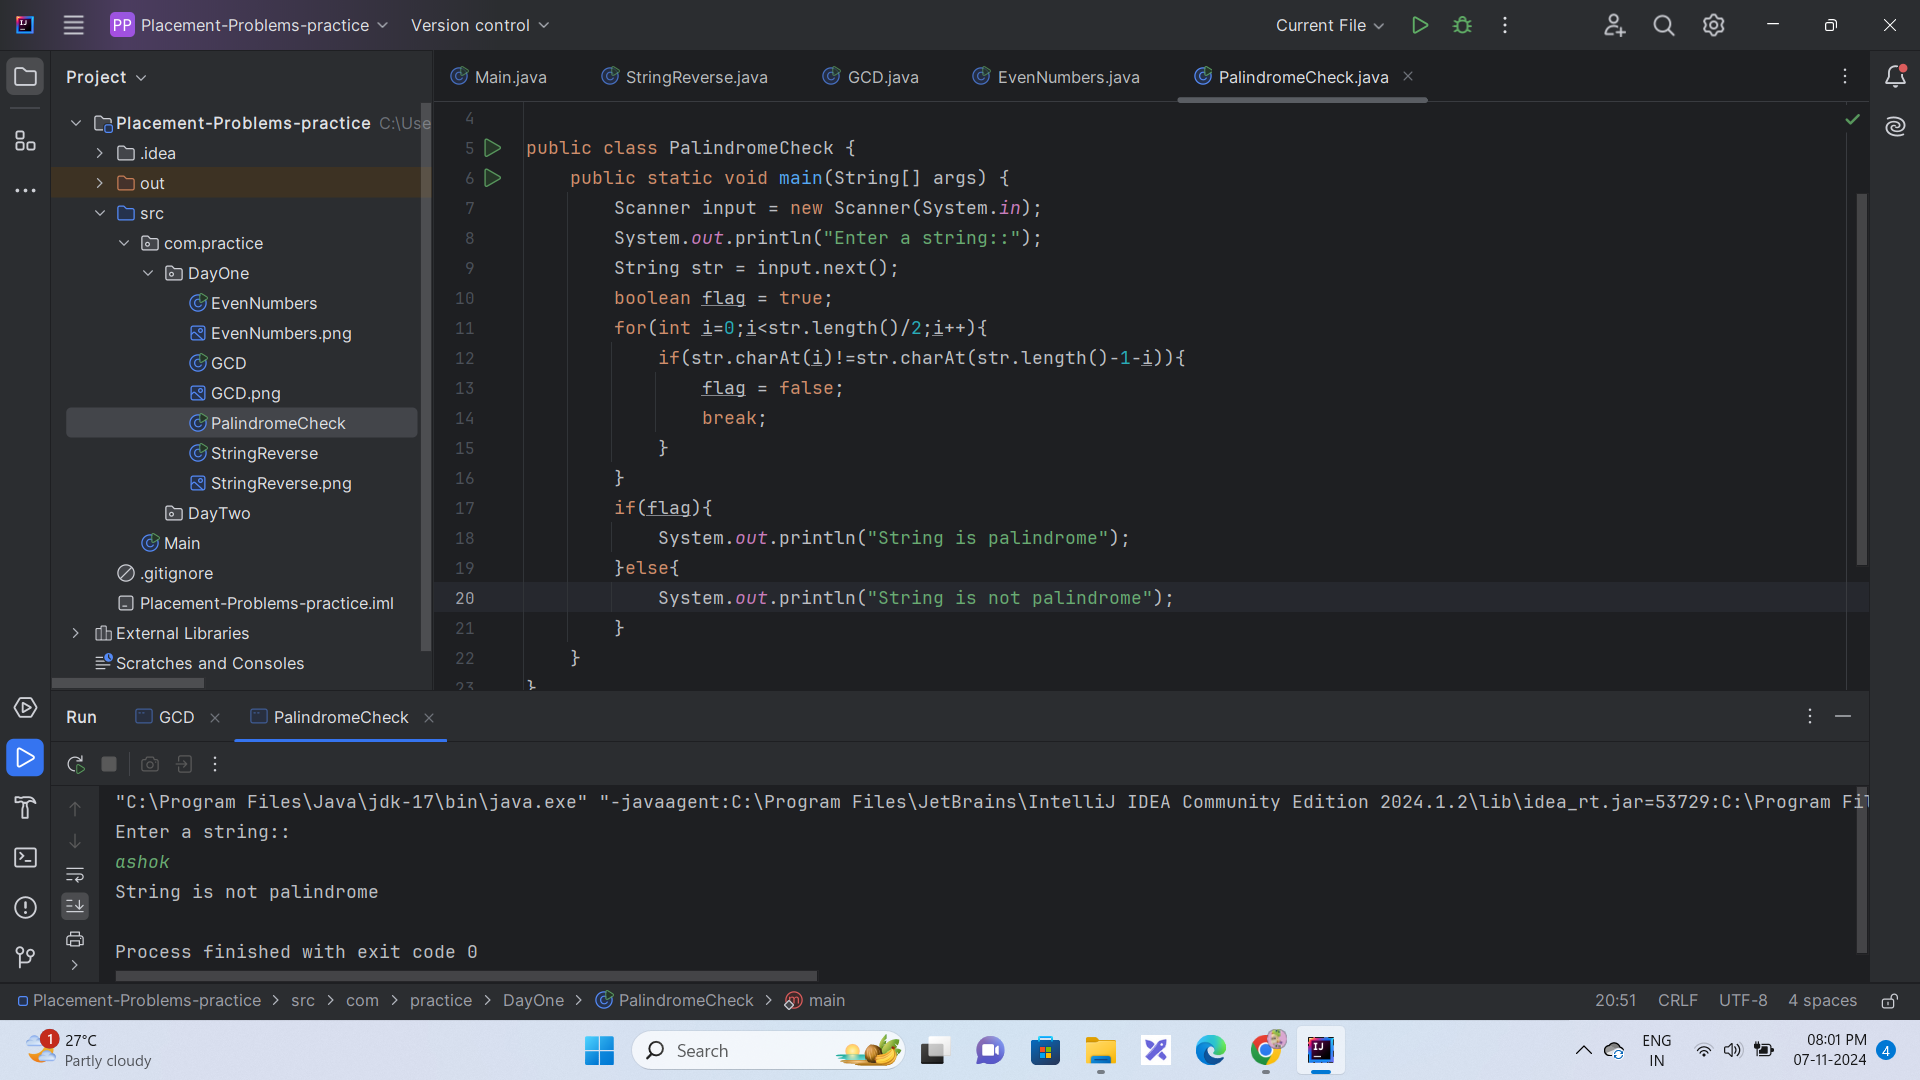 PP Placement-Problems-practice Version control Current File
Project
Main.java StringReverse.java GCD.java EvenNumbers.java PalindromeCheck.java
Placement-Problems-practice C:\Use
.idea
out
src
com.practice
DayOne
EvenNumbers
EvenNumbers.png
GCD
GCD.png
PalindromeCheck
StringReverse
StringReverse.png
DayTwo
Main
.gitignore
Placement-Problems-practice.iml
External Libraries
Scratches and Consoles
4
5 public class PalindromeCheck {
6 public static void main(String[] args) {
7 Scanner input = new Scanner(System.in);
8 System.out.println("Enter a string::");
9 String str = input.next();
10 boolean flag = true;
11 for(int i=0;i<str.length()/2;i++){
12 if(str.charAt(i)!=str.charAt(str.length()-1-i)){
13 flag = false;
14 break;
15 }
16 }
17 if(flag){
18 System.out.println("String is palindrome");
19 }else{
20 System.out.println("String is not palindrome");
21 }
22 }
23 }
Run GCD PalindromeCheck
"C:\Program Files\Java\jdk-17\bin\java.exe" "-javaagent:C:\Program Files\JetBrains\IntelliJ IDEA Community Edition 2024.1.2\lib\idea_rt.jar=53729:C:\Program Fil
Enter a string::
ashok
String is not palindrome
Process finished with exit code 0
Placement-Problems-practice > src > com > practice > DayOne > PalindromeCheck > main 20:51 CRLF UTF-8 4 spaces
1 27°C
Partly cloudy
Search
ENG
IN
08:01 PM
07-11-2024
4